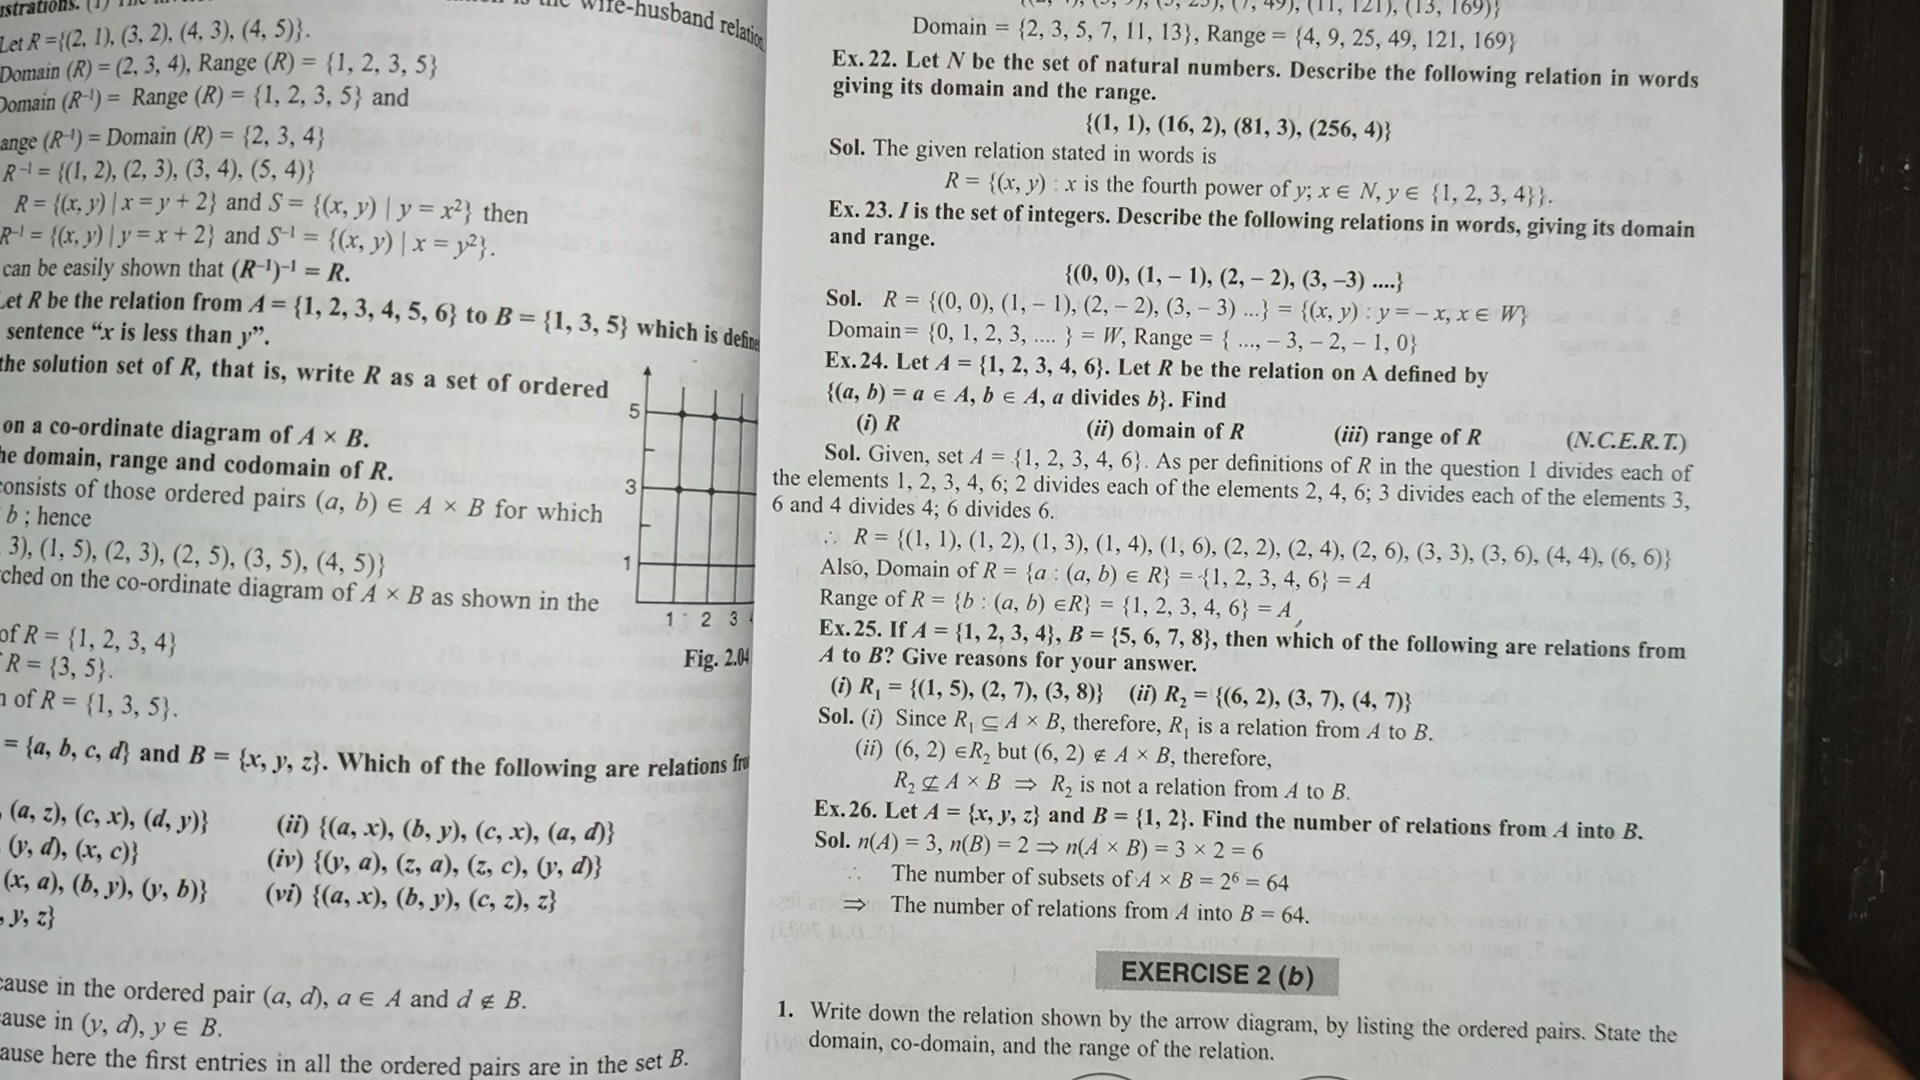 Let R ={(2, 1), (3, 2), (4, 3), (4, 5)}.
Domain (R) = (2, 3, 4), Range (R) = {1, 2, 3, 5}
Domain (R⁻¹) = Range (R) = {1, 2, 3, 5} and
ange (R⁻¹) = Domain (R) = {2, 3, 4}
R⁻¹ = {(1, 2), (2, 3), (3, 4), (5, 4)}
R = {(x, y) | x = y + 2} and S = {(x, y) | y = x²} then
R⁻¹ = {(x, y) | y = x + 2} and S⁻¹ = {(x, y) | x = y²}.
can be easily shown that (R⁻¹)⁻¹ = R.
Let R be the relation from A = {1, 2, 3, 4, 5, 6} to B = {1, 3, 5} which is define
sentence “x is less than y”.
the solution set of R, that is, write R as a set of ordered
on a co-ordinate diagram of A × B.
he domain, range and codomain of R.
consists of those ordered pairs (a, b) ∈ A × B for which
b ; hence
3), (1, 5), (2, 3), (2, 5), (3, 5), (4, 5)}
ched on the co-ordinate diagram of A × B as shown in the
of R = {1, 2, 3, 4}
R = {3, 5}.
of R = {1, 3, 5}.
5
3
1
1 2 3
Fig. 2.04
= {a, b, c, d} and B = {x, y, z}. Which of the following are relations fro
(a, z), (c, x), (d, y)} (ii) {(a, x), (b, y), (c, x), (a, d)}
(y, d), (x, c)} (iv) {(y, a), (z, a), (z, c), (y, d)}
(x, a), (b, y), (y, b)} (vi) {(a, x), (b, y), (c, z), z}
y, z}
cause in the ordered pair (a, d), a ∈ A and d ∉ B.
ause in (y, d), y ∈ B.
ause here the first entries in all the ordered pairs are in the set B.
Domain = {2, 3, 5, 7, 11, 13}, Range = {4, 9, 25, 49, 121, 169}
Ex. 22. Let N be the set of natural numbers. Describe the following relation in words
giving its domain and the range.
{(1, 1), (16, 2), (81, 3), (256, 4)}
Sol. The given relation stated in words is
R = {(x, y) : x is the fourth power of y; x ∈ N, y ∈ {1, 2, 3, 4}}.
Ex. 23. I is the set of integers. Describe the following relations in words, giving its domain
and range.
{(0, 0), (1, – 1), (2, – 2), (3, –3) ....}
Sol. R = {(0, 0), (1, – 1), (2, – 2), (3, – 3) ...} = {(x, y) : y = – x, x ∈ W}
Domain = {0, 1, 2, 3, .... } = W, Range = { ..., – 3, – 2, – 1, 0}
Ex. 24. Let A = {1, 2, 3, 4, 6}. Let R be the relation on A defined by
{(a, b) = a ∈ A, b ∈ A, a divides b}. Find
(i) R (ii) domain of R (iii) range of R (N.C.E.R.T.)
Sol. Given, set A = {1, 2, 3, 4, 6}. As per definitions of R in the question 1 divides each of
the elements 1, 2, 3, 4, 6; 2 divides each of the elements 2, 4, 6; 3 divides each of the elements 3,
6 and 4 divides 4; 6 divides 6.
∴ R = {(1, 1), (1, 2), (1, 3), (1, 4), (1, 6), (2, 2), (2, 4), (2, 6), (3, 3), (3, 6), (4, 4), (6, 6)}
Also, Domain of R = {a : (a, b) ∈ R} = {1, 2, 3, 4, 6} = A
Range of R = {b : (a, b) ∈R} = {1, 2, 3, 4, 6} = A
Ex. 25. If A = {1, 2, 3, 4}, B = {5, 6, 7, 8}, then which of the following are relations from
A to B? Give reasons for your answer.
(i) R₁ = {(1, 5), (2, 7), (3, 8)} (ii) R₂ = {(6, 2), (3, 7), (4, 7)}
Sol. (i) Since R₁ ⊆ A × B, therefore, R₁ is a relation from A to B.
(ii) (6, 2) ∈R₂ but (6, 2) ∉ A × B, therefore,
R₂ ⊈ A × B ⇒ R₂ is not a relation from A to B.
Ex. 26. Let A = {x, y, z} and B = {1, 2}. Find the number of relations from A into B.
Sol. n(A) = 3, n(B) = 2 ⇒ n(A × B) = 3 × 2 = 6
∴ The number of subsets of A × B = 2⁶ = 64
⇒ The number of relations from A into B = 64.
EXERCISE 2 (b)
1. Write down the relation shown by the arrow diagram, by listing the ordered pairs. State the
domain, co-domain, and the range of the relation.